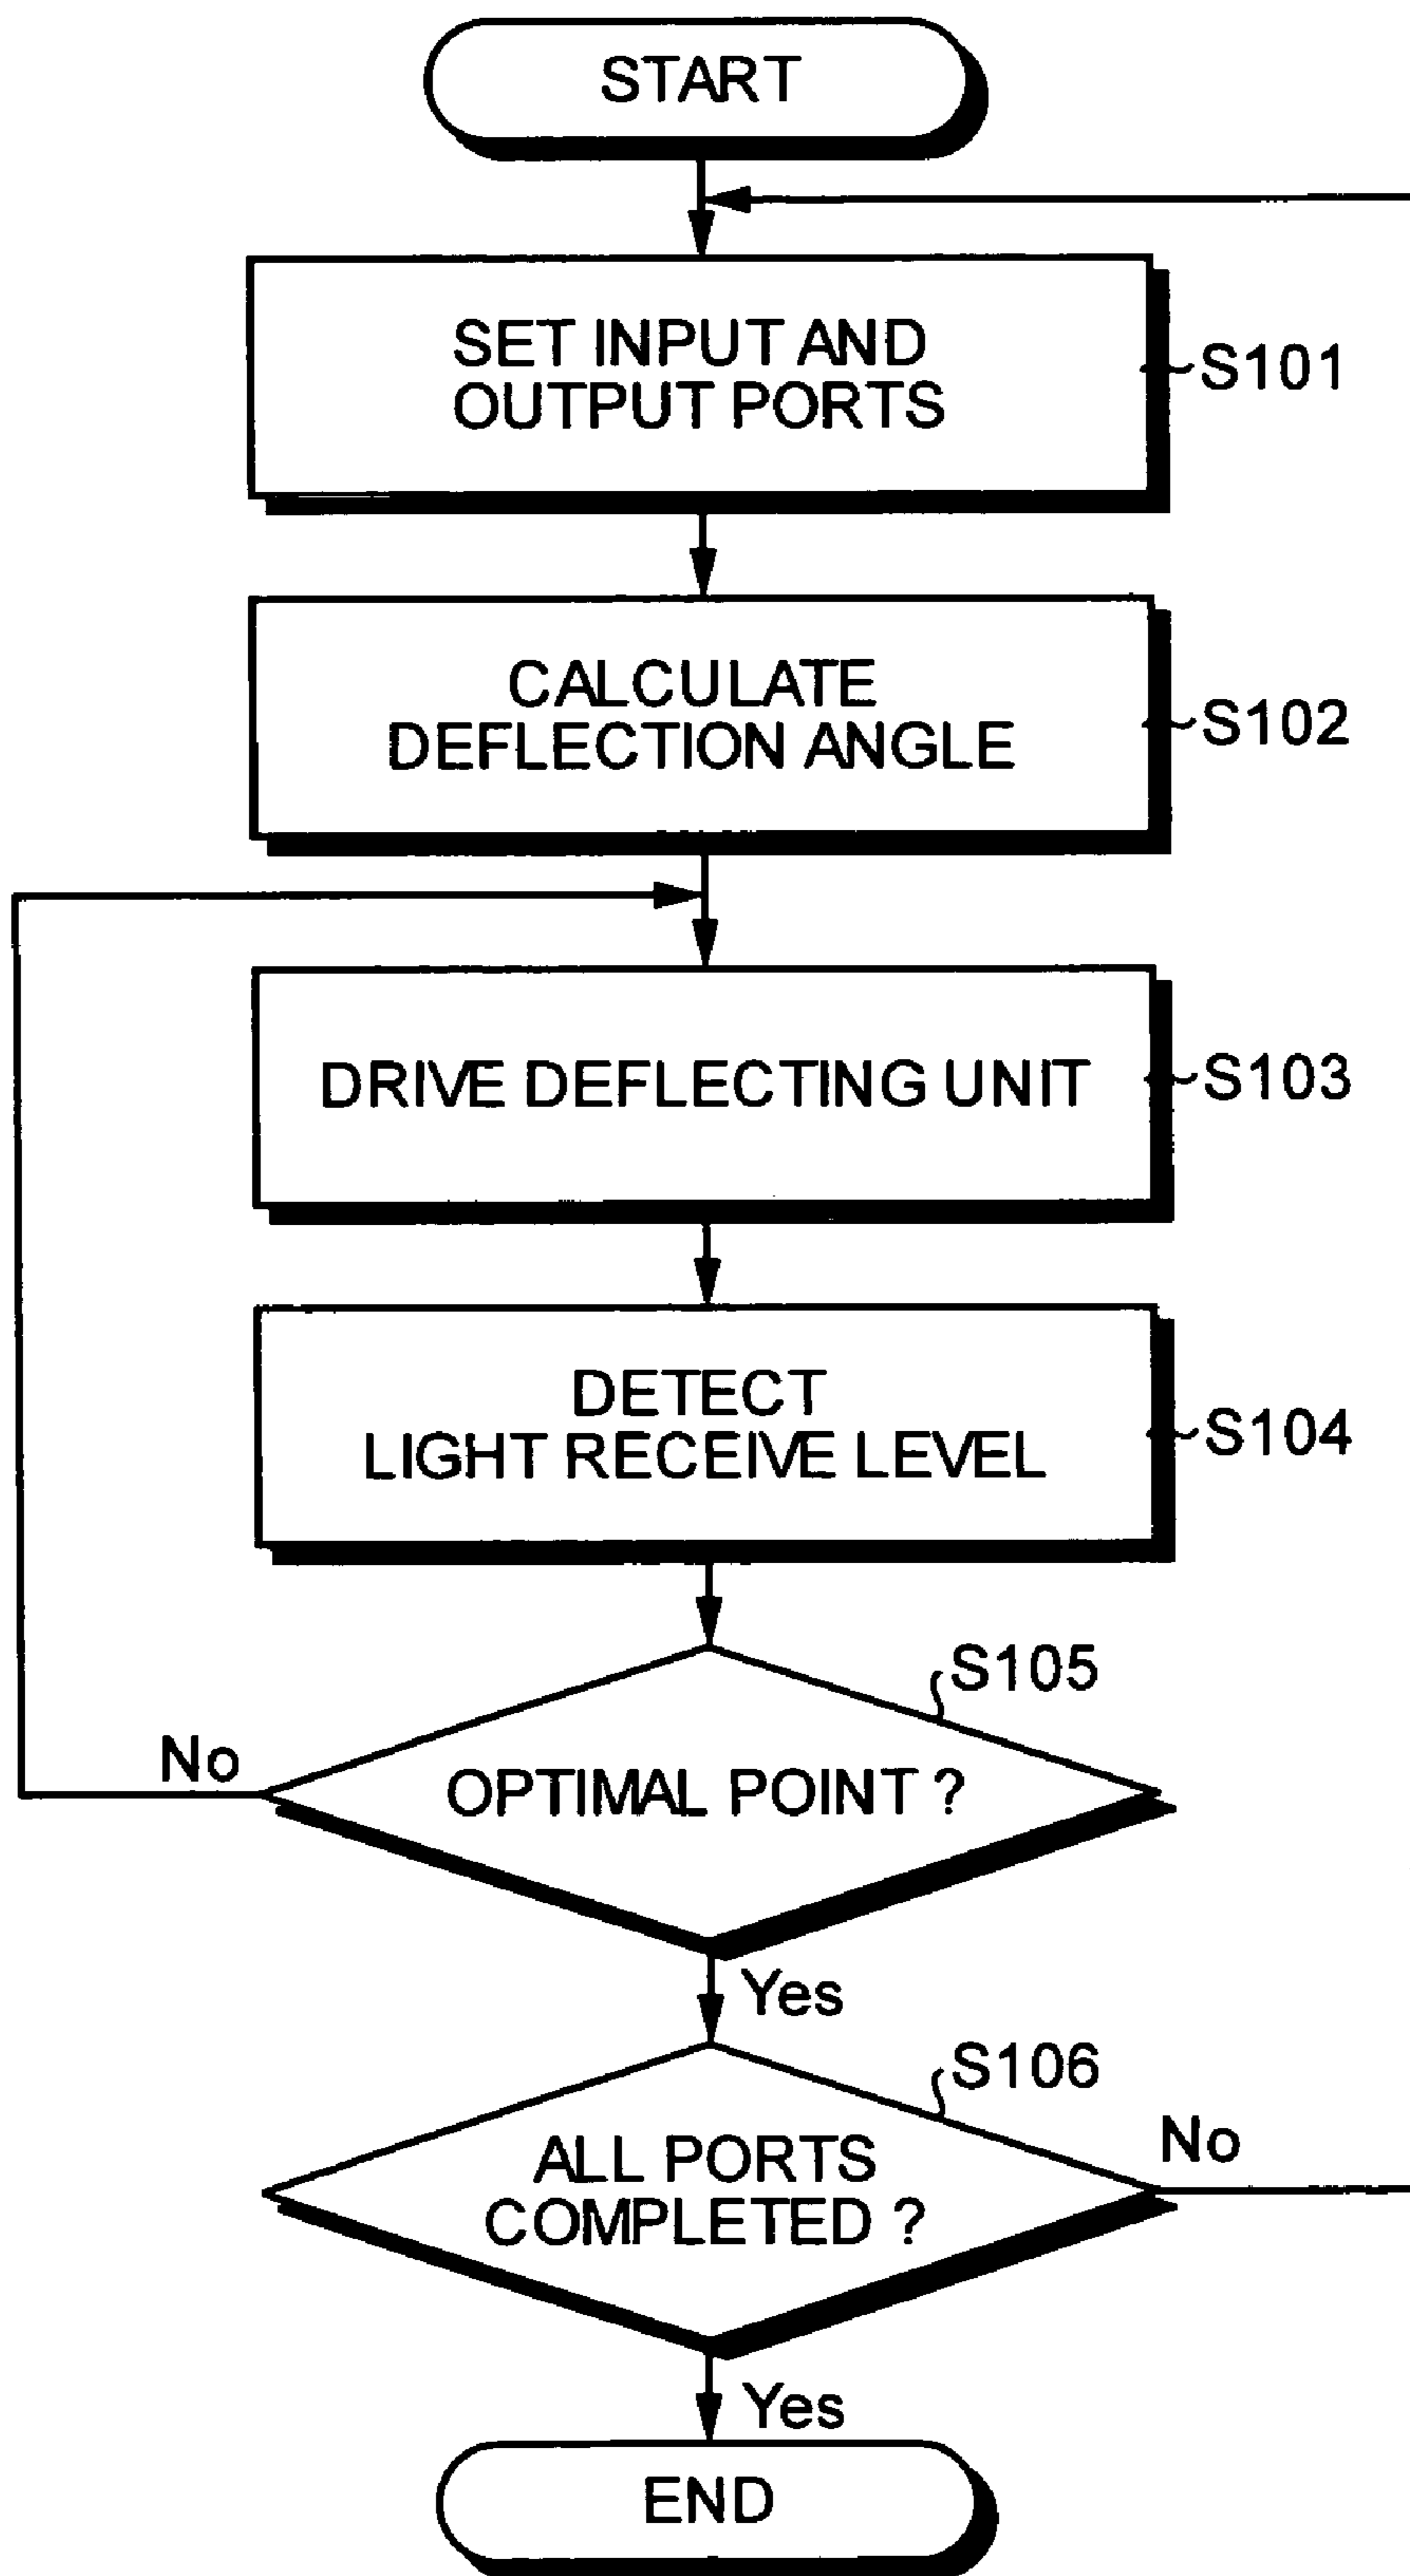 START
SET INPUT AND
OUTPUT PORTS
S101
CALCULATE
DEFLECTION ANGLE
S102
DRIVE DEFLECTING UNIT
S103
DETECT
LIGHT RECEIVE LEVEL
S104
S105
OPTIMAL POINT ?
No
Yes
S106
ALL PORTS
COMPLETED ?
No
Yes
END